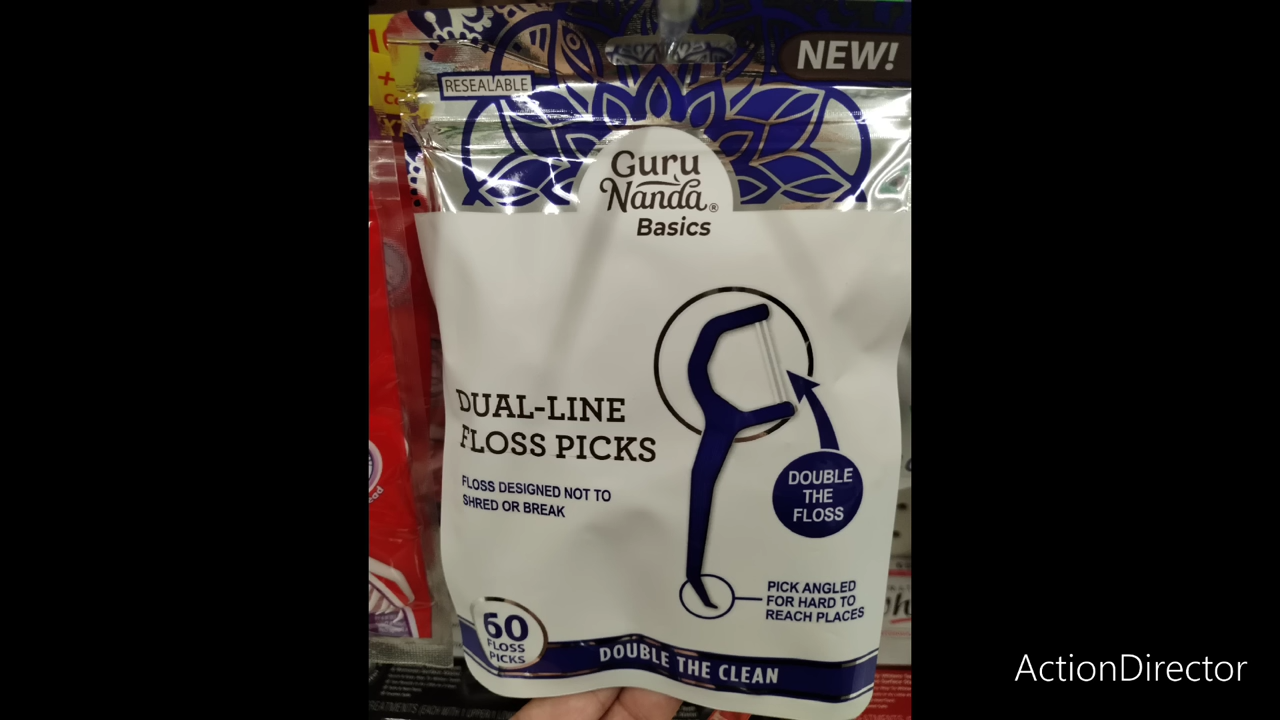 NEW!
RESEALABLE
Guru
Nanda®
Basics
DUAL-LINE
FLOSS PICKS
FLOSS DESIGNED NOT TO
SHRED OR BREAK
DOUBLE
THE
FLOSS
PICK ANGLED
FOR HARD TO
REACH PLACES
60
FLOSS
PICKS
DOUBLE THE CLEAN
ActionDirector